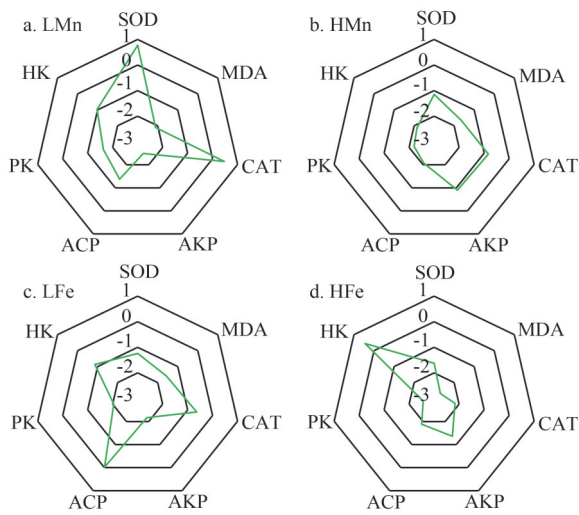 a. LMn
SOD
1
0
-1
-2
-3
HK
MDA
PK
CAT
ACP
AKP
b. HMn
SOD
1
0
-1
-2
-3
HK
MDA
PK
CAT
ACP
AKP
c. LFe
SOD
1
0
-1
-2
-3
HK
MDA
PK
CAT
ACP
AKP
d. HFe
SOD
1
0
-1
-2
-3
HK
MDA
PK
CAT
ACP
AKP